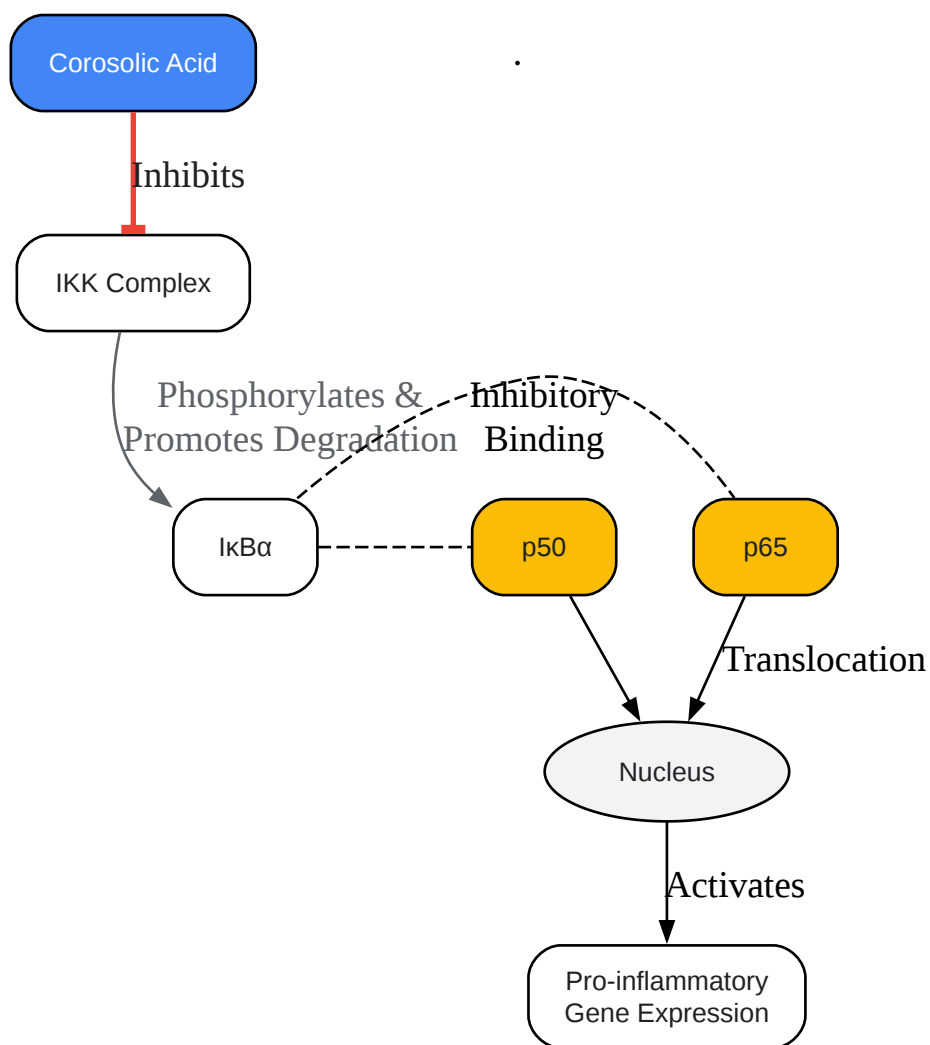 Corosolic Acid
Inhibits
IKK Complex
Phosphorylates &
Promotes Degradation
Inhibitory
Binding
IκBα
p50
p65
Translocation
Nucleus
Activates
Pro-inflammatory
Gene Expression